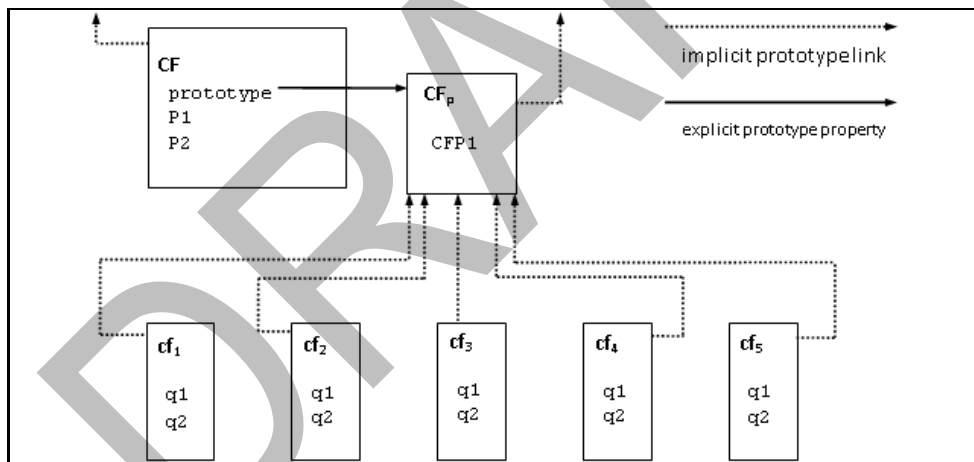 CF
prototype
P1
P2
CFp
CFP1
implicit prototype link
explicit prototype property
cf1
q1
q2
cf2
q1
q2
cf3
q1
q2
cf4
q1
q2
cf5
q1
q2
DRAF